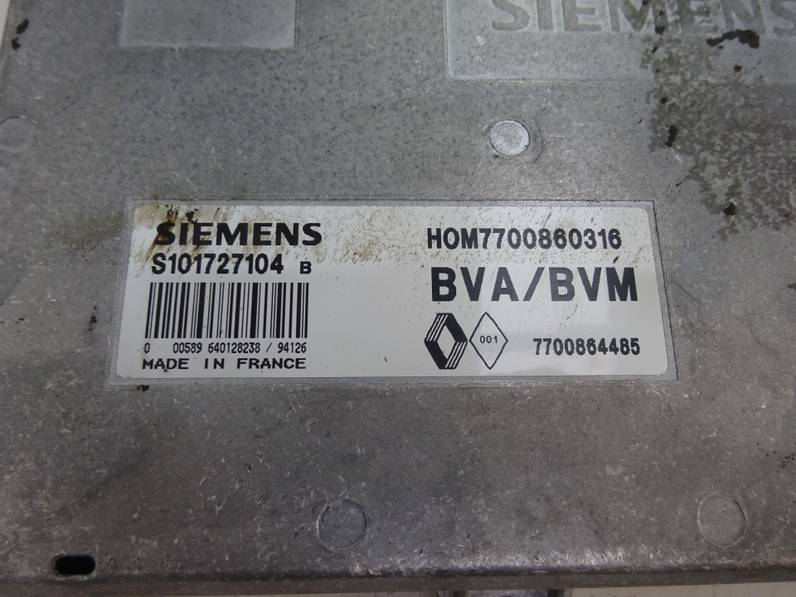 SIEMENS
SIEMENS
HOM7700860316
S101727104 B
BVA/BVM
001
7700864485
0 00589 640128238 / 94126
MADE IN FRANCE